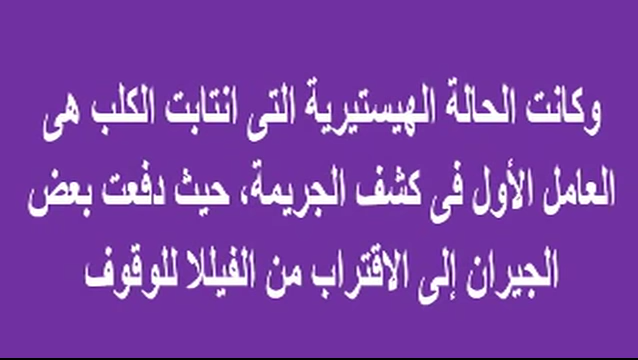 وكانت الحالة الهيستيرية التى انتابت الكلب هى
العامل الأول فى كشف الجريمة، حيث دفعت بعض
الجيران إلى الاقتراب من الفيللا للوقوف